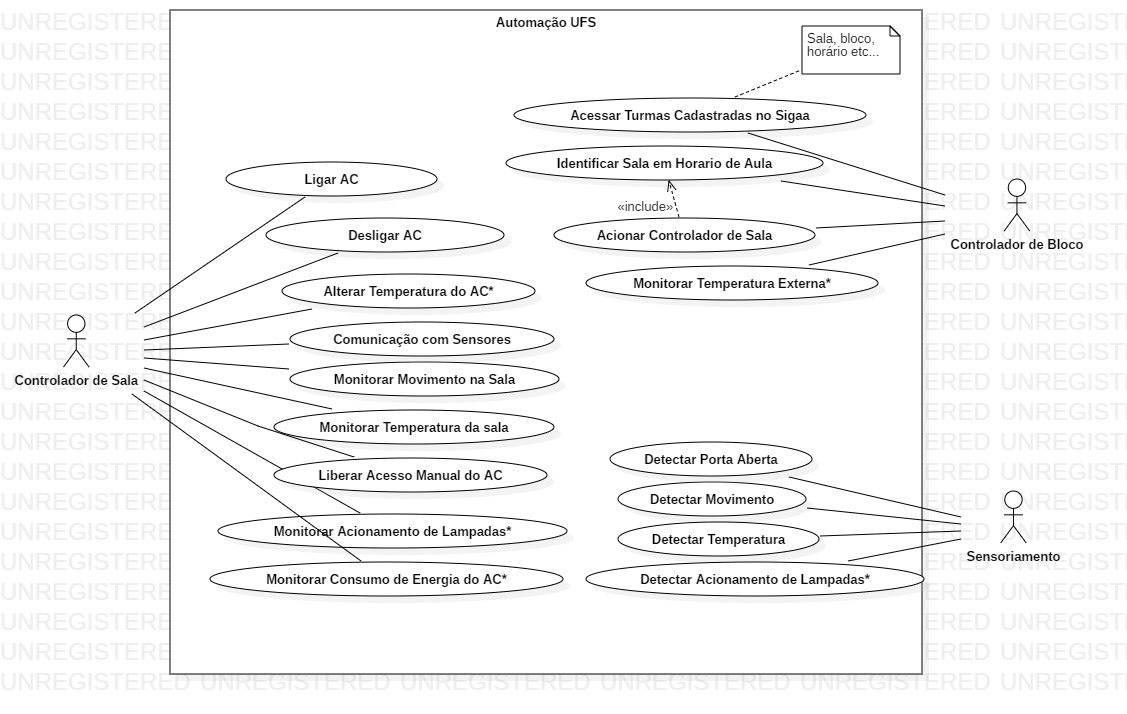 Automação UFS
Sala, bloco,
horário etc...
Acessar Turmas Cadastradas no Sigaa
Identificar Sala em Horario de Aula
«include»
Acionar Controlador de Sala
Monitorar Temperatura Externa*
Controlador de Bloco
Ligar AC
Desligar AC
Alterar Temperatura do AC*
Comunicação com Sensores
Monitorar Movimento na Sala
Monitorar Temperatura da sala
Liberar Acesso Manual do AC
Monitorar Acionamento de Lampadas*
Monitorar Consumo de Energia do AC*
Controlador de Sala
Detectar Porta Aberta
Detectar Movimento
Detectar Temperatura
Detectar Acionamento de Lampadas*
Sensoriamento
UNREGISTERED UNREGISTERED UNREGISTERED UNREGISTERED UNREGISTERED UNREGISTERED